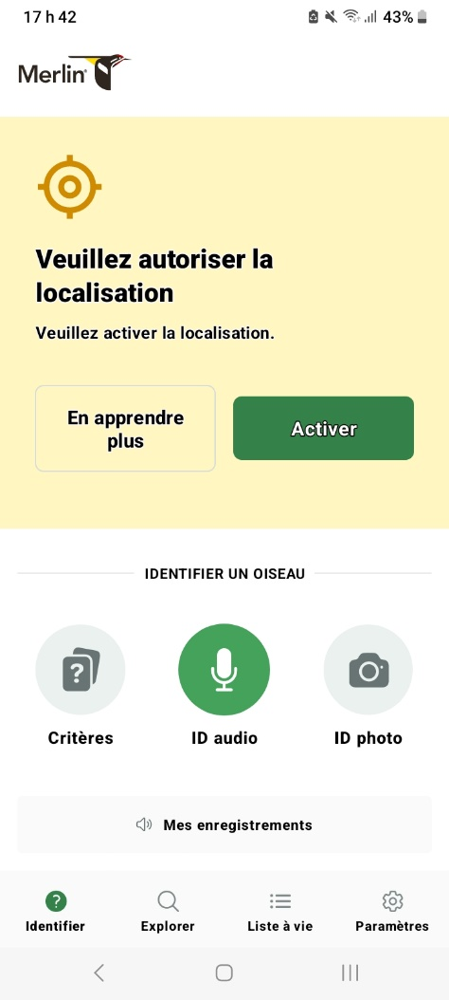 17 h 42
43%
Merlin
Veuillez autoriser la
localisation
Veuillez activer la localisation.
En apprendre
plus
Activer
IDENTIFIER UN OISEAU
Critères
ID audio
ID photo
Mes enregistrements
Identifier
Explorer
Liste à vie
Paramètres